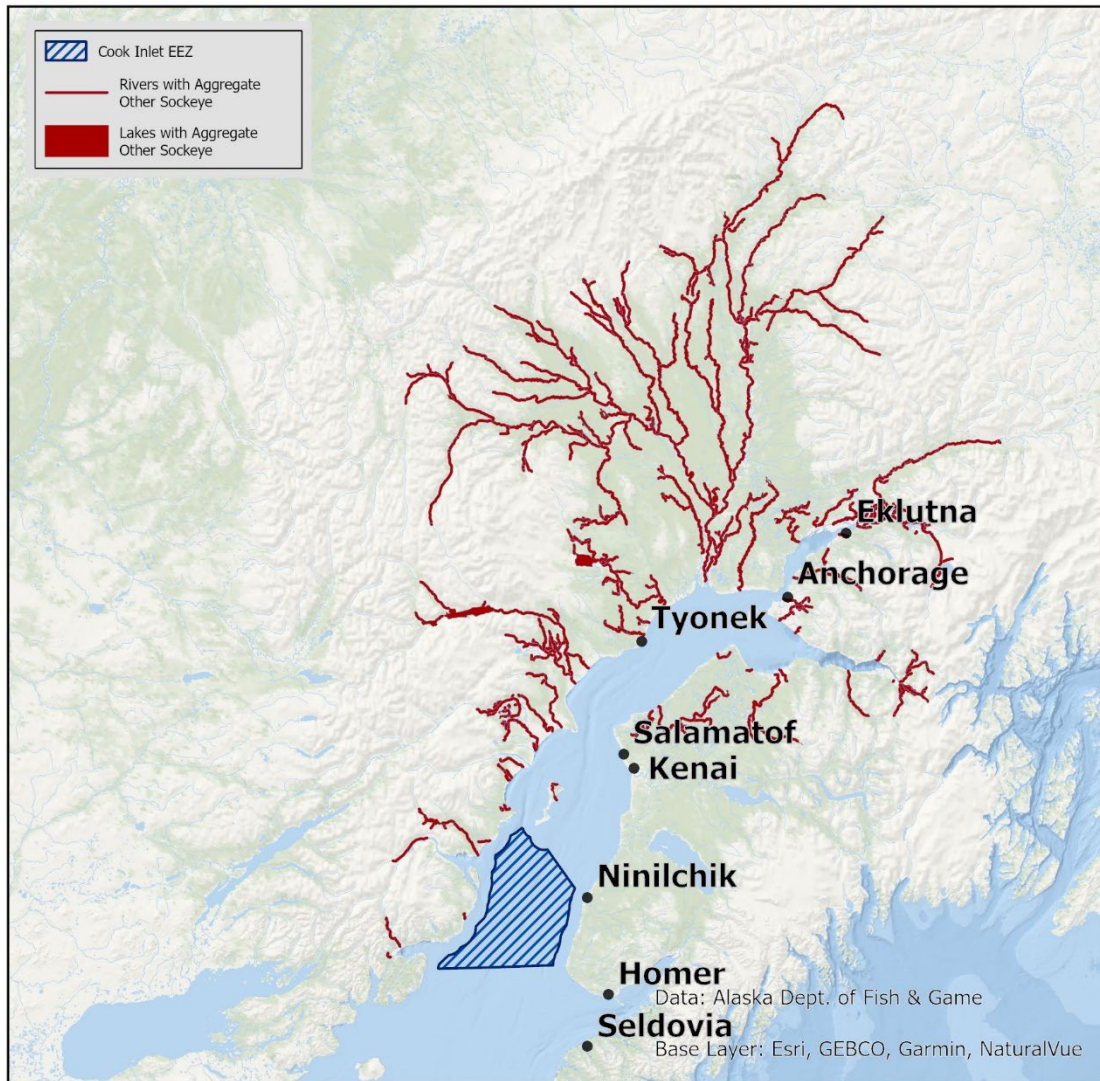 Cook Inlet EEZ
Rivers with Aggregate
Other Sockeye
Lakes with Aggregate
Other Sockeye
Eklutna
Anchorage
Tyonek
Salamatof
Kenai
Ninilchik
Homer
Data: Alaska Dept. of Fish & Game
Seldovia
Base Layer: Esri, GEBCO, Garmin, NaturalVue